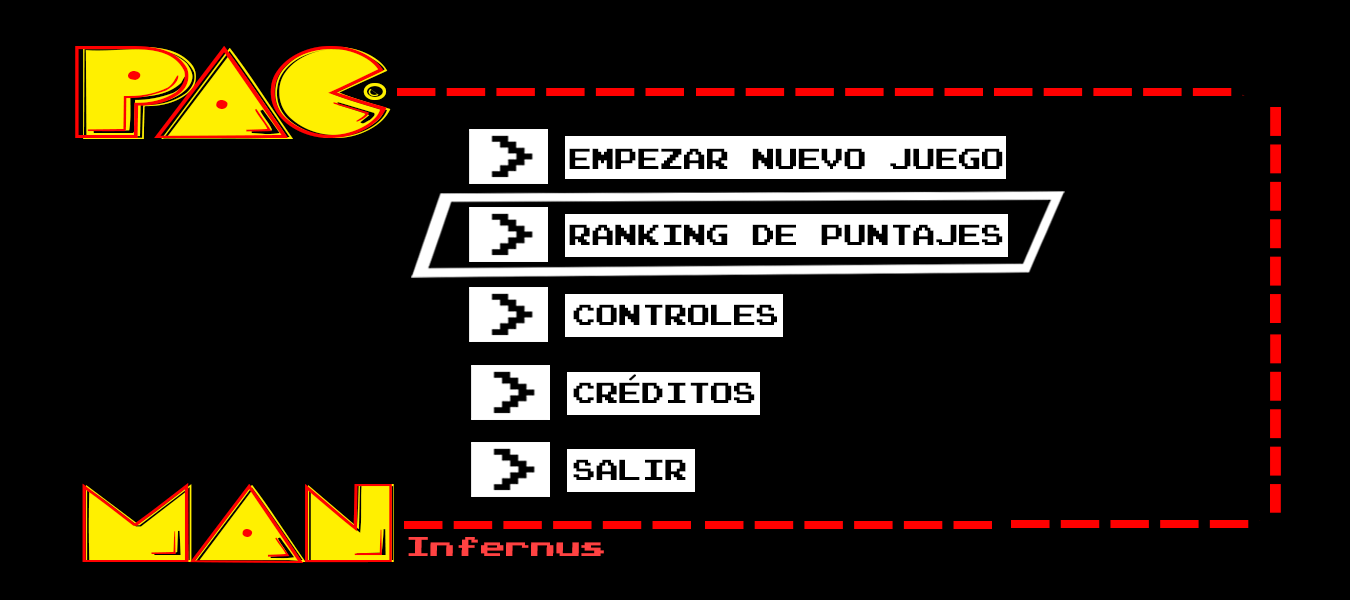 PAC
> EMPEZAR NUEVO JUEGO
> RANKING DE PUNTAJES
> CONTROLES
> CRÉDITOS
> SALIR
MAN
Infernus